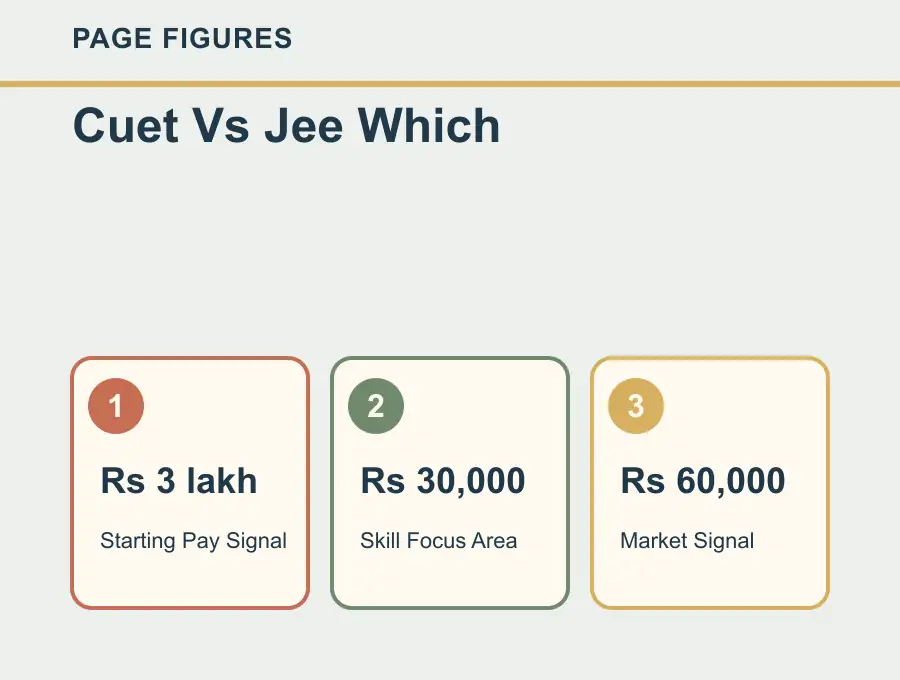 PAGE FIGURES
Cuet Vs Jee Which
1
Rs 3 lakh
Starting Pay Signal
2
Rs 30,000
Skill Focus Area
3
Rs 60,000
Market Signal